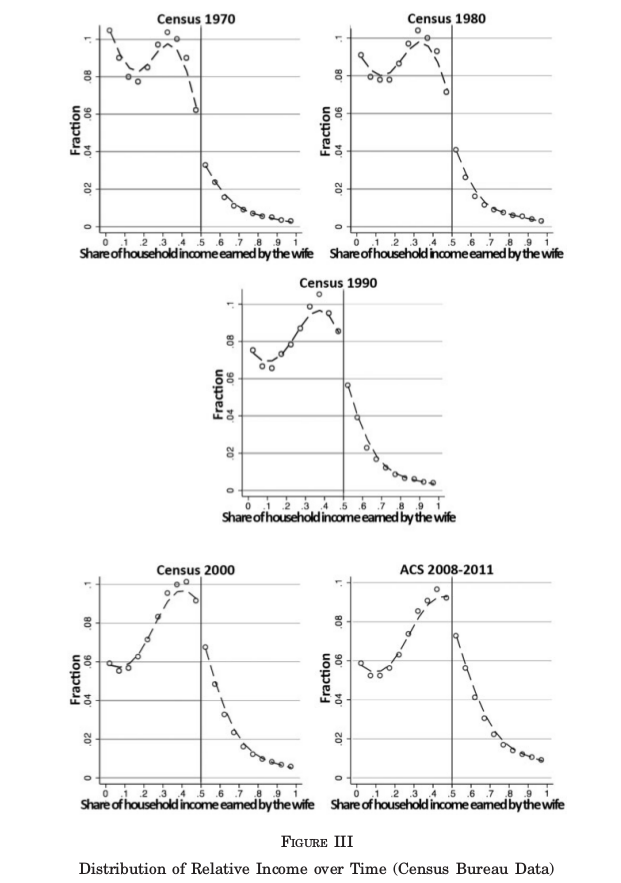 Census 1970
Fraction
0 .02 .04 .06 .08 .1
0 .1 .2 .3 .4 .5 .6 .7 .8 .9 1
Share of household income earned by the wife
Census 1980
Fraction
0 .02 .04 .06 .08 .1
0 .1 .2 .3 .4 .5 .6 .7 .8 .9 1
Share of household income earned by the wife
Census 1990
Fraction
0 .02 .04 .06 .08 .1
0 .1 .2 .3 .4 .5 .6 .7 .8 .9 1
Share of household income earned by the wife
Census 2000
Fraction
0 .02 .04 .06 .08 .1
0 .1 .2 .3 .4 .5 .6 .7 .8 .9 1
Share of household income earned by the wife
ACS 2008-2011
Fraction
0 .02 .04 .06 .08 .1
0 .1 .2 .3 .4 .5 .6 .7 .8 .9 1
Share of household income earned by the wife
FIGURE III
Distribution of Relative Income over Time (Census Bureau Data)